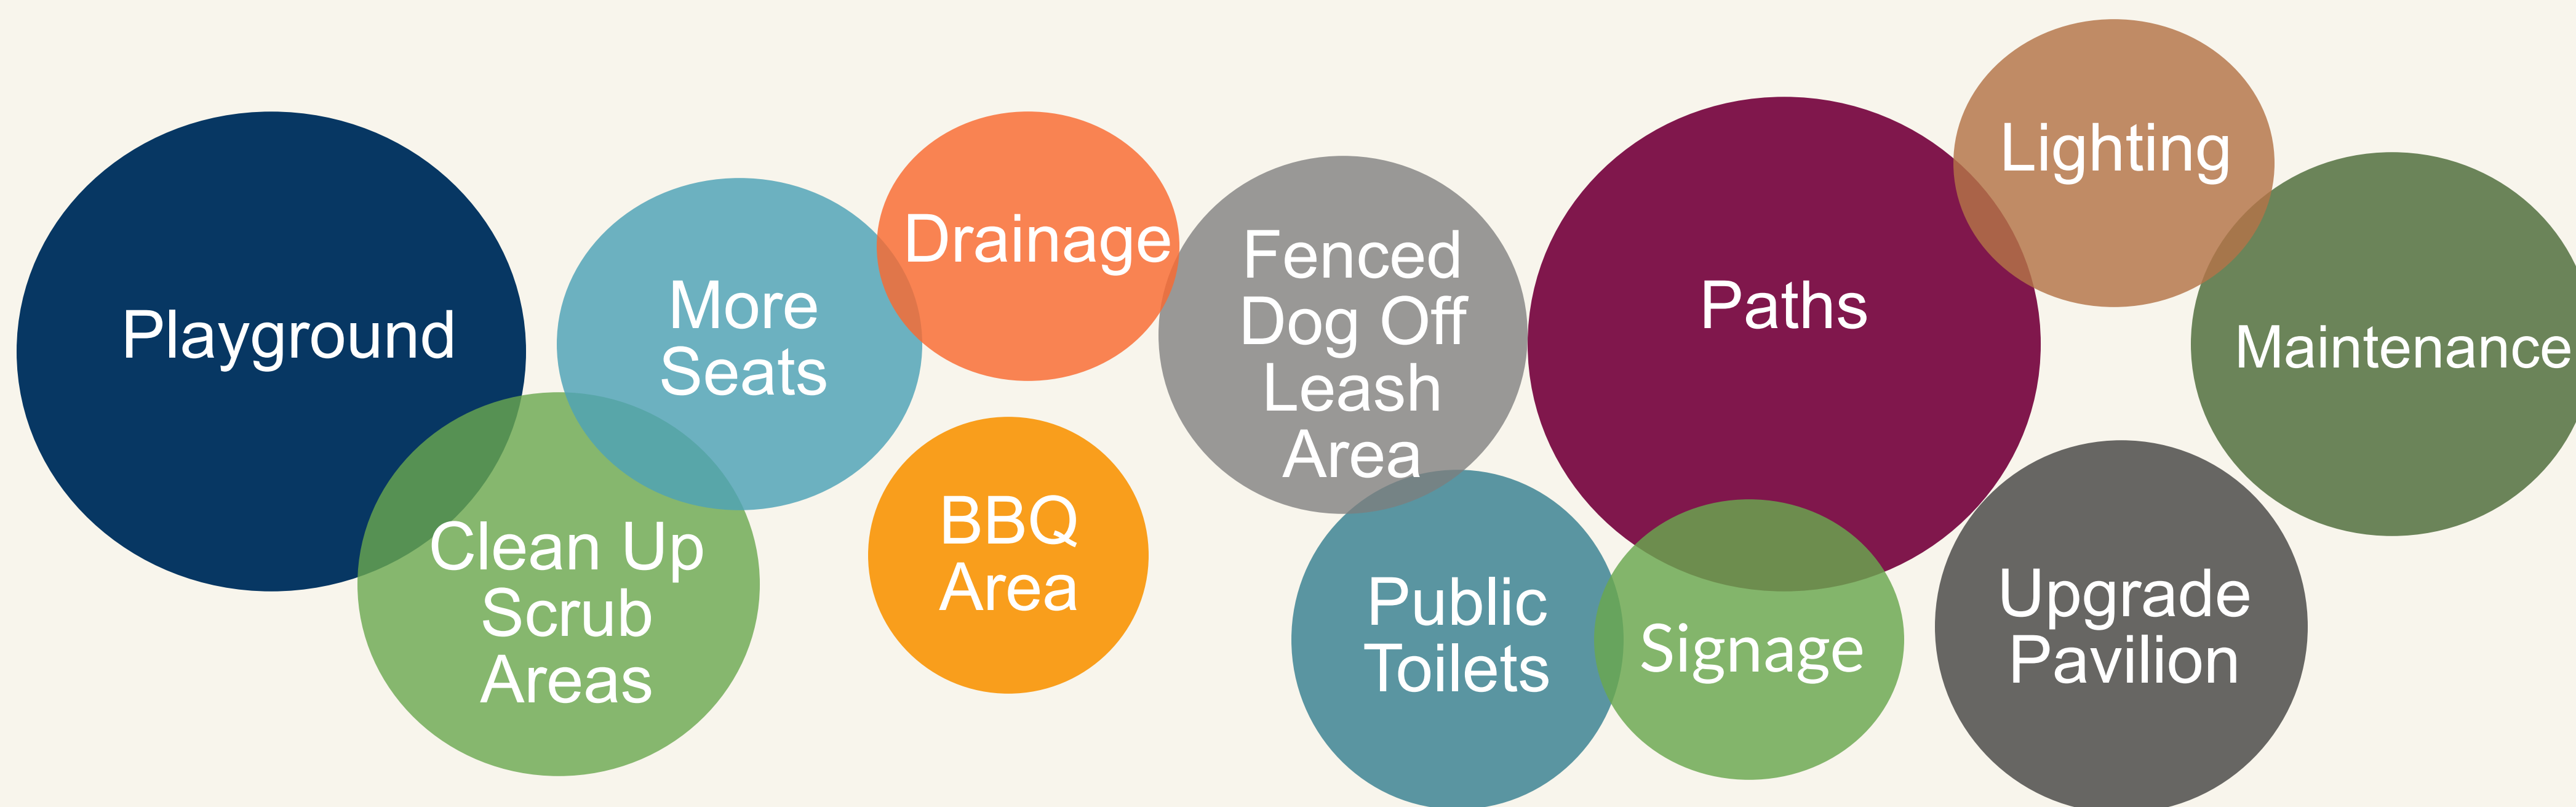 Playground
Clean Up
Scrub
Areas
More
Seats
Drainage
BBQ
Area
Fenced
Dog Off
Leash
Area
Public
Toilets
Paths
Signage
Lighting
Upgrade
Pavilion
Maintenance